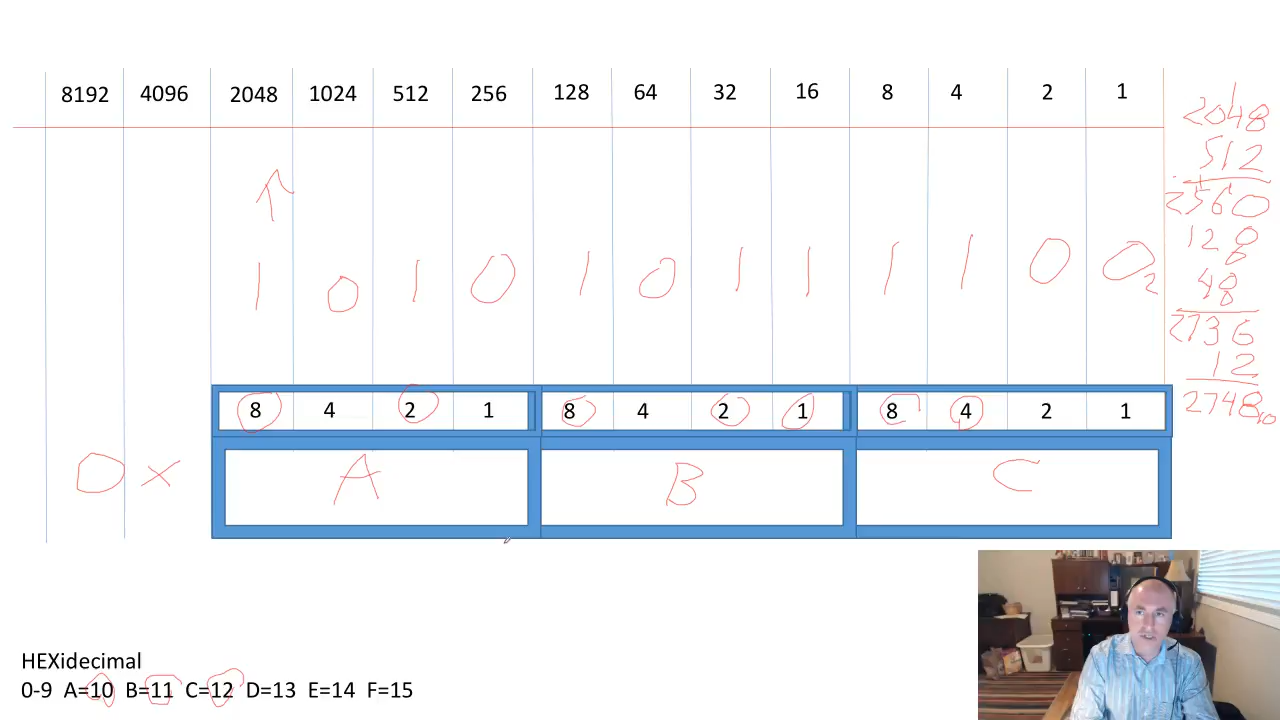 8192 4096 2048 1024 512 256 128 64 32 16 8 4 2 1
1 0 1 0 1 0 1 1 1 1 0 0 2
8 4 2 1 8 4 2 1 8 4 2 1
0 x A B C
1
2048
512
2560
128
48
2736
12
2748 10
HEXidecimal
0-9 A=10 B=11 C=12 D=13 E=14 F=15